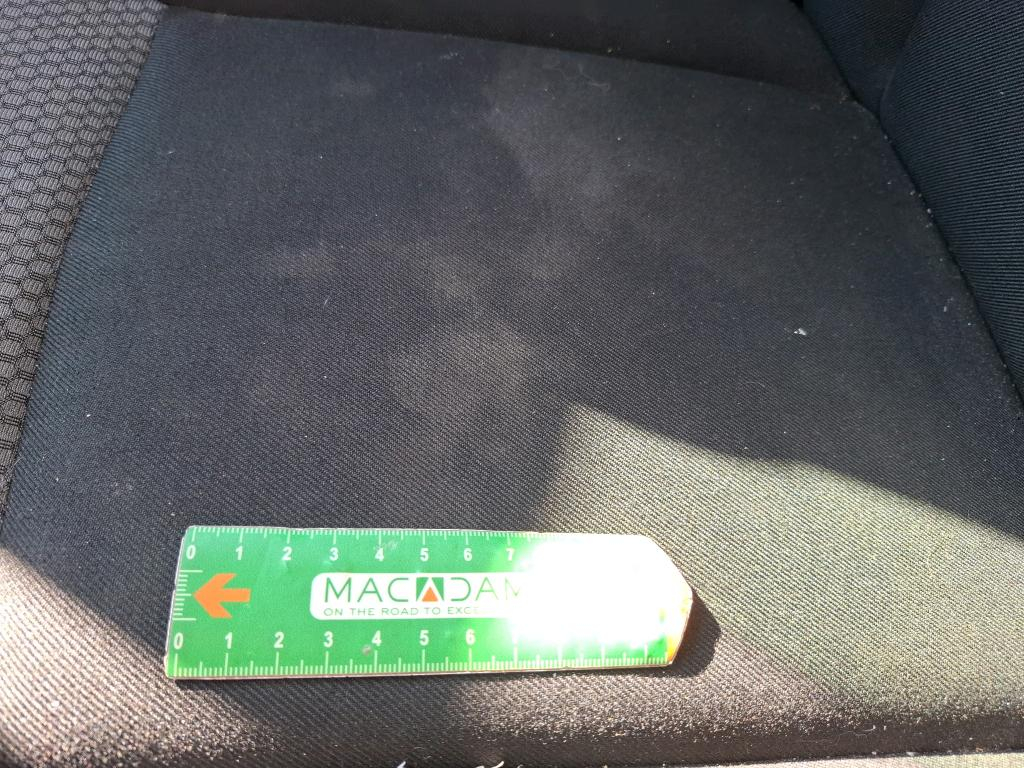 0 1 2 3 4 5 6 7
MACADAM
ON THE ROAD TO
0 1 2 3 4 5 6